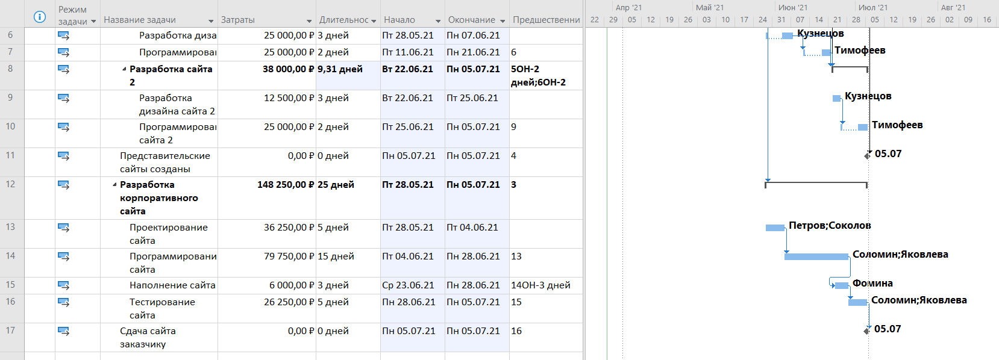 Режим задачи Название задачи Затраты Длительнос Начало Окончание Предшественни
Апр '21 Май '21 Июн '21 Июл '21 Авг '21
22 29 05 12 19 26 03 10 17 24 31 07 14 21 28 05 12 19 26 02 09 16
6 Разработка диза 25 000,00 ₽ 3 дней Пт 28.05.21 Пн 07.06.21 Кузнецов
7 Программирова 25 000,00 ₽ 2 дней Пт 11.06.21 Пн 21.06.21 6 Тимофеев
8 Разработка сайта 38 000,00 ₽ 9,31 дней Вт 22.06.21 Пн 05.07.21 5ОН-2
2 дней;6ОН-2
9 Разработка 12 500,00 ₽ 3 дней Вт 22.06.21 Пт 25.06.21 Кузнецов
дизайна сайта 2
10 Программирова 25 000,00 ₽ 2 дней Пт 25.06.21 Пн 05.07.21 9 Тимофеев
сайта 2
11 Представительские 0,00 ₽ 0 дней Пн 05.07.21 Пн 05.07.21 4 05.07
сайты созданы
12 Разработка 148 250,00 ₽ 25 дней Пт 28.05.21 Пн 05.07.21 3
корпоративного
сайта
13 Проектирование 36 250,00 ₽ 5 дней Пт 28.05.21 Пт 04.06.21 Петров;Соколов
сайта
14 Программировани 79 750,00 ₽ 15 дней Пт 04.06.21 Пн 28.06.21 13 Соломин;Яковлева
сайта
15 Наполнение сайта 6 000,00 ₽ 3 дней Ср 23.06.21 Пн 28.06.21 14ОН-3 дней Фомина
16 Тестирование 26 250,00 ₽ 5 дней Пн 28.06.21 Пн 05.07.21 15 Соломин;Яковлева
сайта
17 Сдача сайта 0,00 ₽ 0 дней Пн 05.07.21 Пн 05.07.21 16 05.07
заказчику